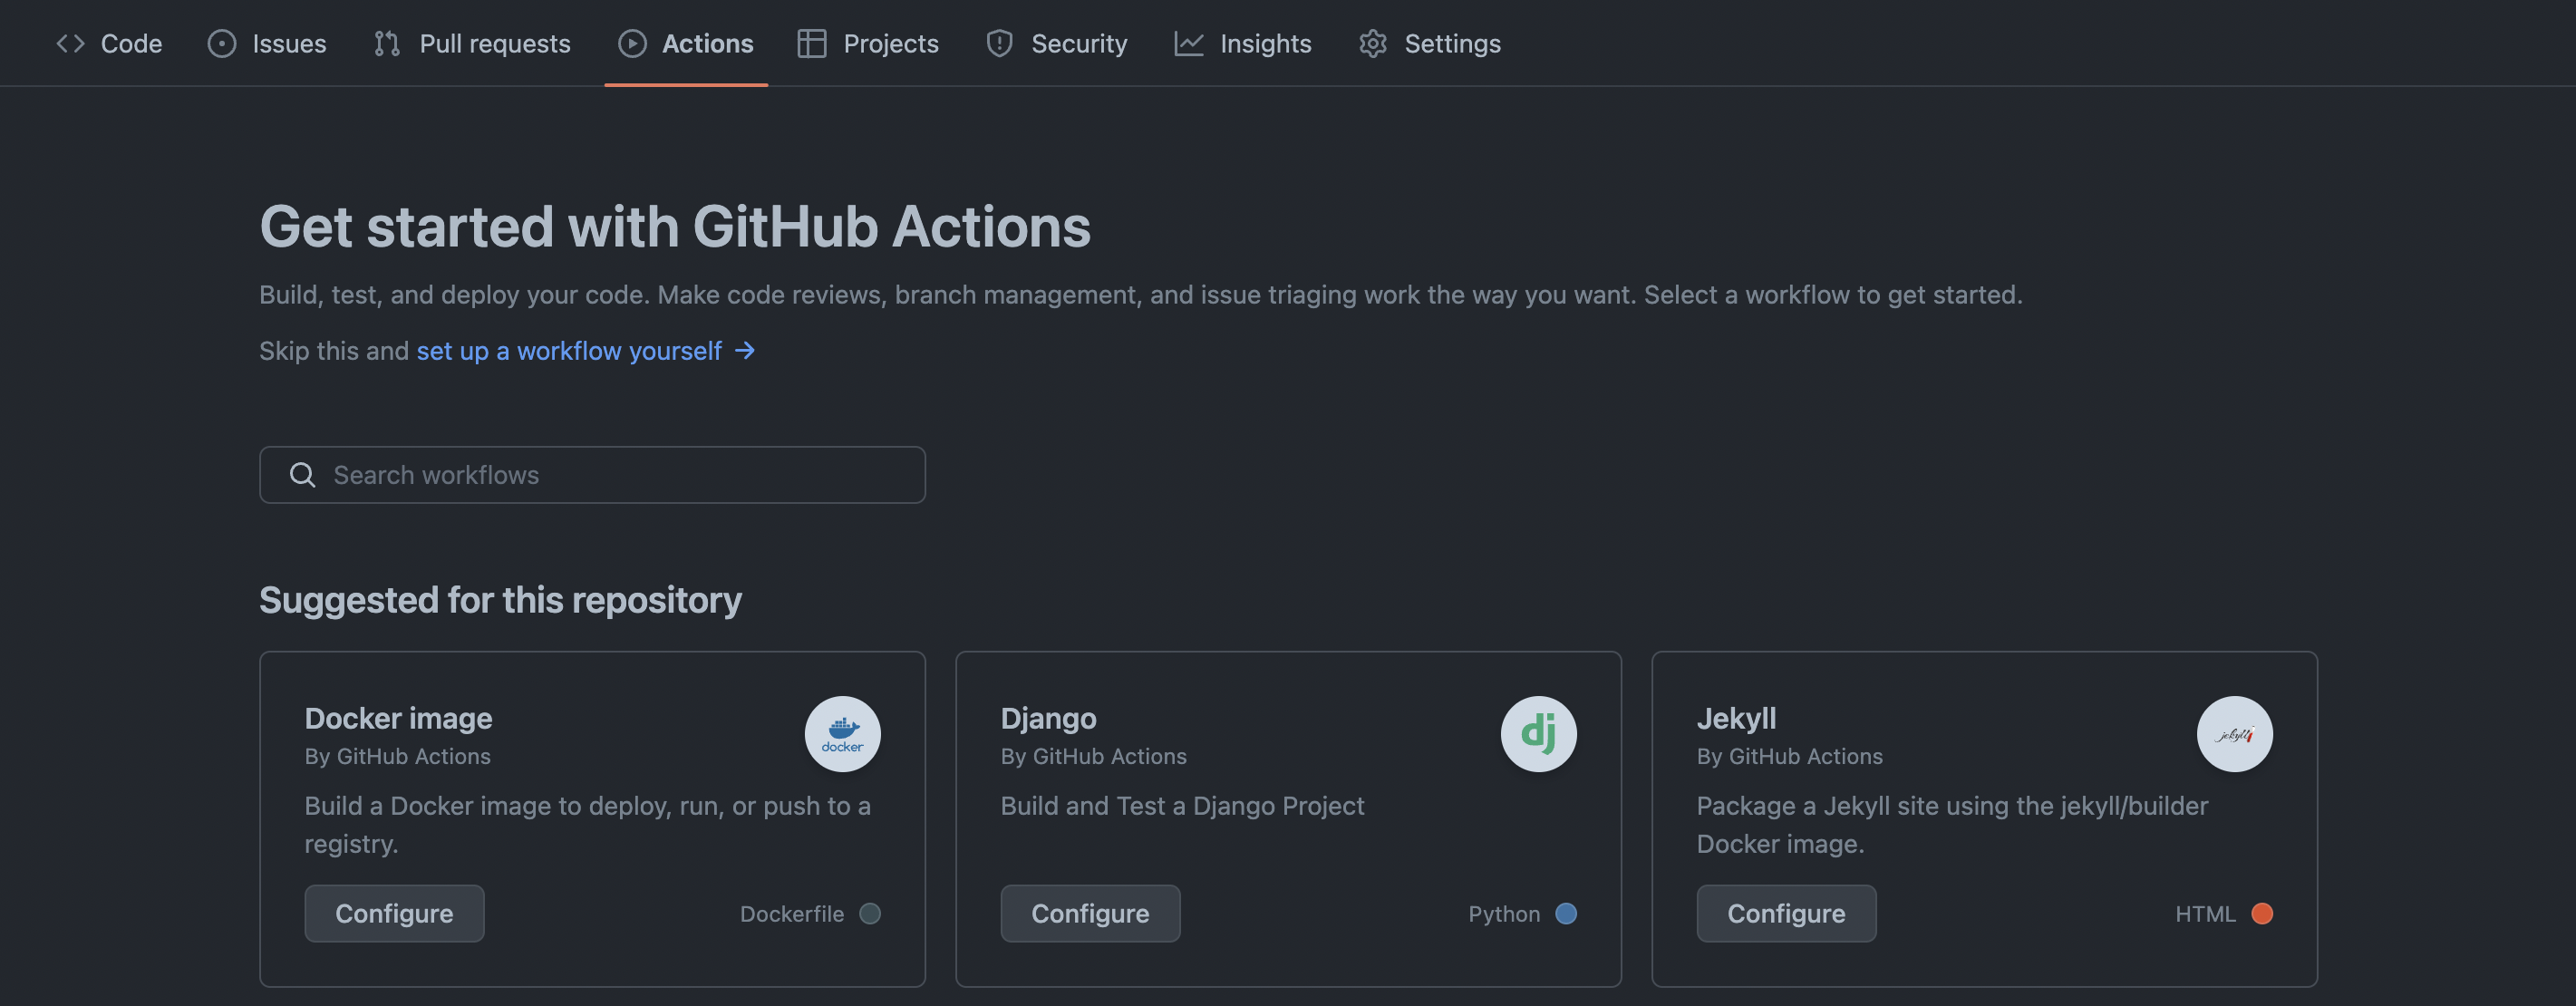 Code Issues Pull requests Actions Projects Security Insights Settings
Get started with GitHub Actions
Build, test, and deploy your code. Make code reviews, branch management, and issue triaging work the way you want. Select a workflow to get started.
Skip this and set up a workflow yourself →
Search workflows
Suggested for this repository
Docker image
By GitHub Actions
docker
Build a Docker image to deploy, run, or push to a
registry.
Configure
Dockerfile
Django
By GitHub Actions
dj
Build and Test a Django Project
Configure
Python
Jekyll
By GitHub Actions
jekyll
Package a Jekyll site using the jekyll/builder
Docker image.
Configure
HTML